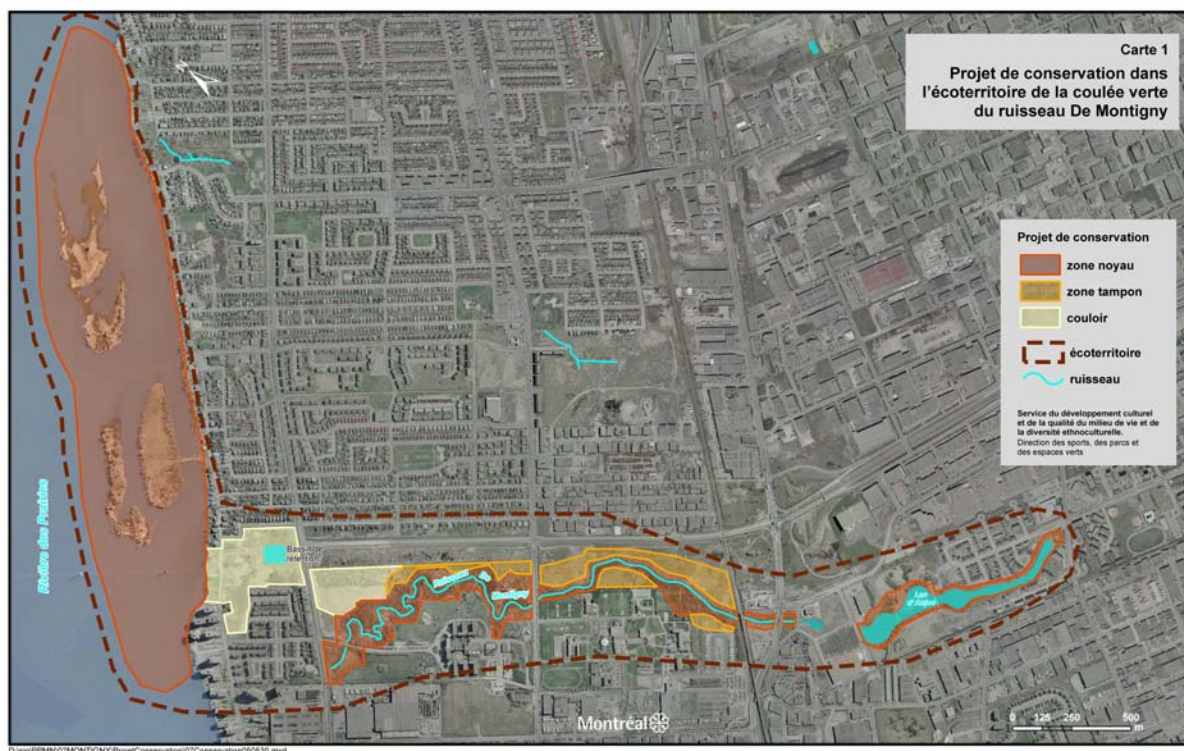 Carte 1
Projet de conservation dans
l'écoterritoire de la coulée verte
du ruisseau De Montigny
Projet de conservation
zone noyau
zone tampon
couloir
écoterritoire
ruisseau
Service du développement culturel
et de la qualité du milieu de vie et de
la diversité ethnoculturelle.
Direction des sports, des parcs et
des espaces verts
N
Rivière des Prairies
Bassin de
rétention
Ruisseau De
Montigny
Lac
d'Anjou
Montréal
0 125 250 500
m